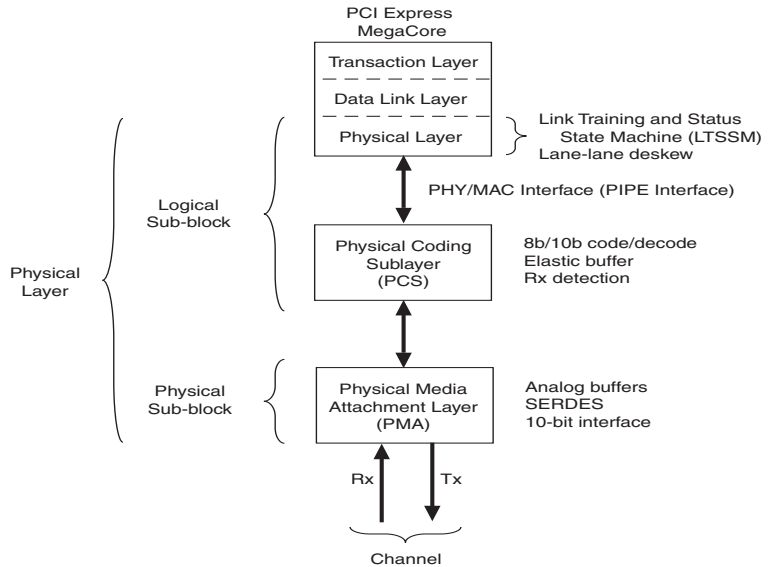 PCI Express
MegaCore
Transaction Layer
Data Link Layer
Physical Layer
Link Training and Status
State Machine (LTSSM)
Lane-lane deskew
PHY/MAC Interface (PIPE Interface)
Logical
Sub-block
Physical Coding
Sublayer
(PCS)
8b/10b code/decode
Elastic buffer
Rx detection
Physical
Layer
Physical
Sub-block
Physical Media
Attachment Layer
(PMA)
Analog buffers
SERDES
10-bit interface
Rx
Tx
Channel